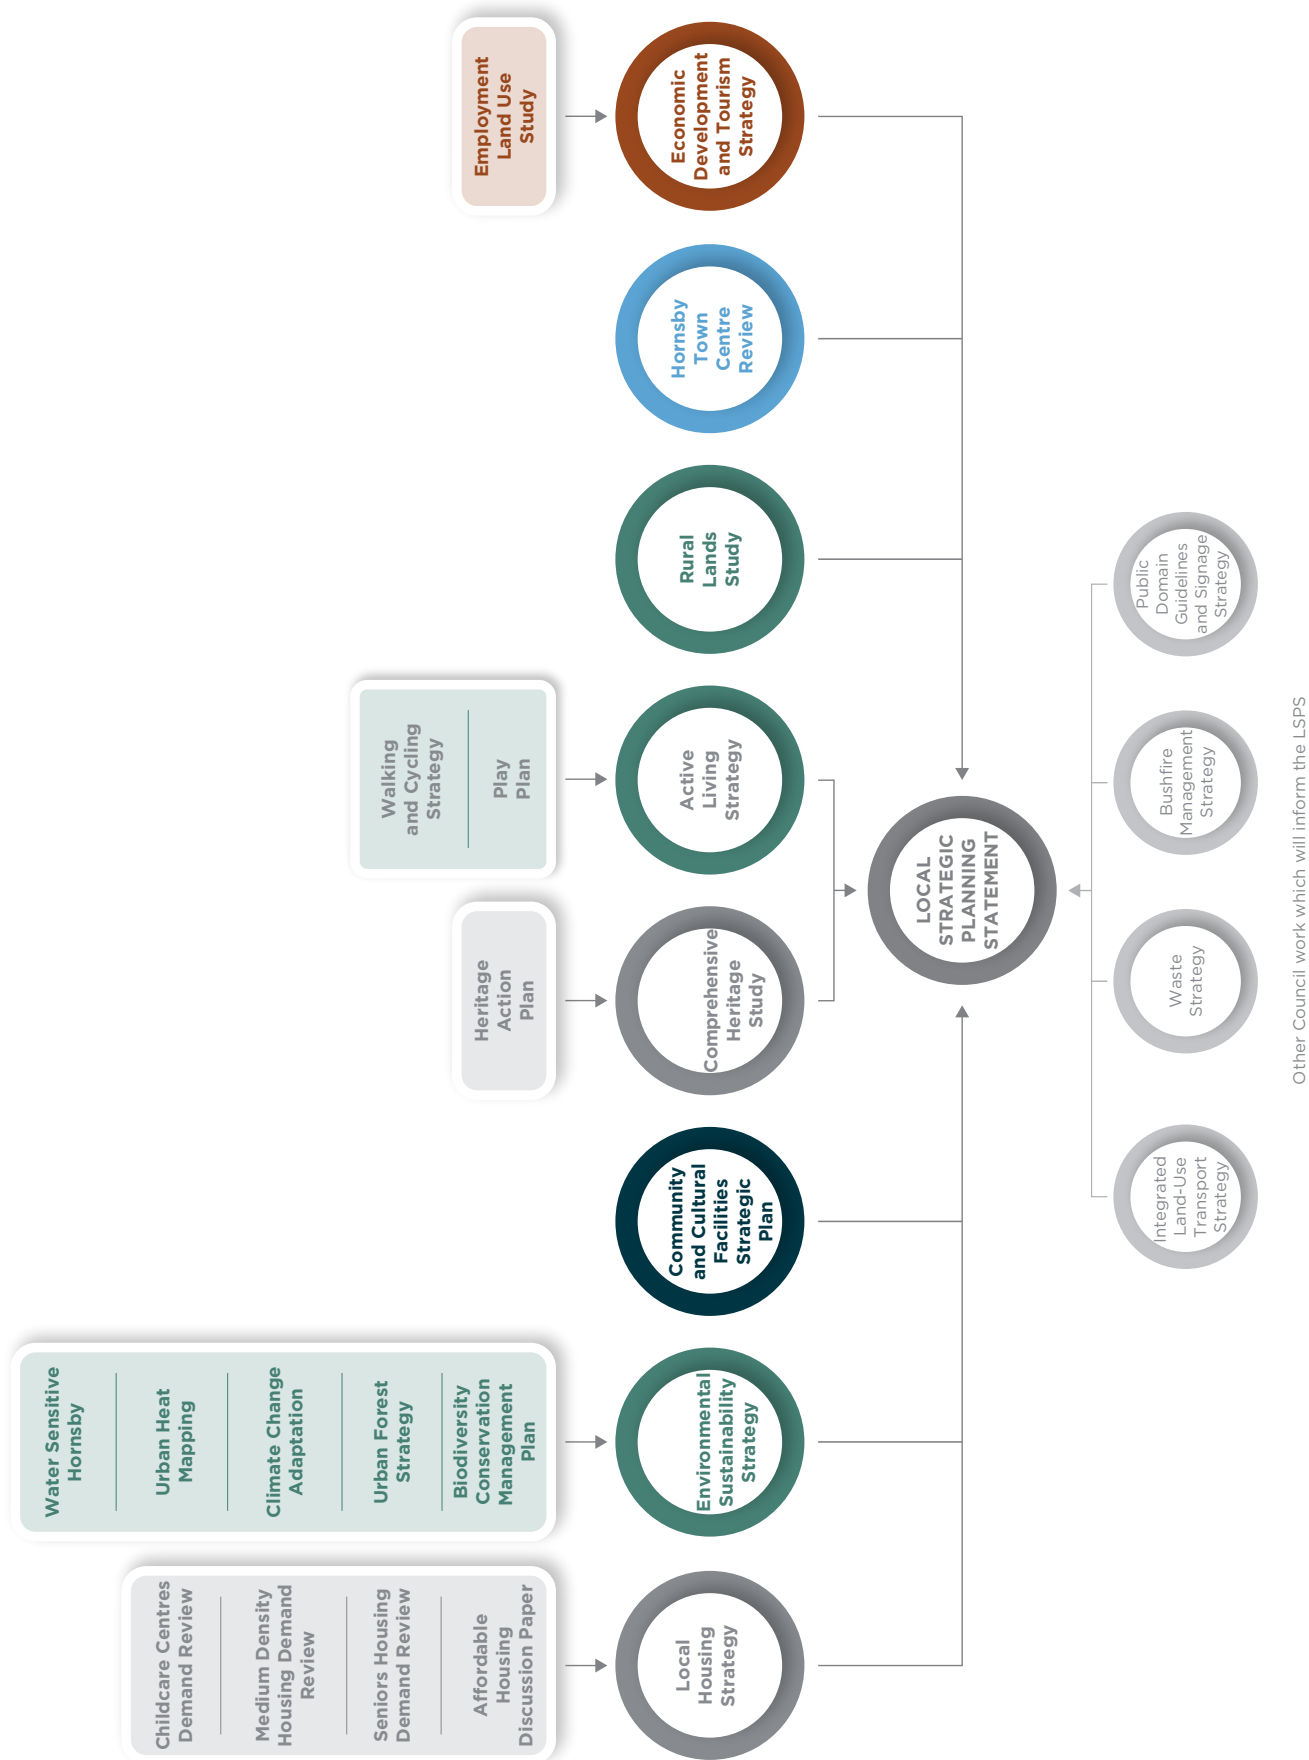 Childcare Centres
Demand Review
Medium Density
Housing Demand
Review
Seniors Housing
Demand Review
Affordable
Housing
Discussion Paper
Water Sensitive
Hornsby
Urban Heat
Mapping
Climate Change
Adaptation
Urban Forest
Strategy
Biodiversity
Conservation
Management
Plan
Heritage
Action
Plan
Walking
and Cycling
Strategy
Play
Plan
Employment
Land Use
Study
Local
Housing
Strategy
Environmental
Sustainability
Strategy
Community
and Cultural
Facilities
Strategic
Plan
Comprehensive
Heritage
Study
Active
Living
Strategy
Rural
Lands
Study
Hornsby
Town
Centre
Review
Economic
Development
and Tourism
Strategy
LOCAL
STRATEGIC
PLANNING
STATEMENT
Integrated
Land-Use
Transport
Strategy
Waste
Strategy
Bushfire
Management
Strategy
Public
Domain
Guidelines
and Signage
Strategy
Other Council work which will inform the LSPS